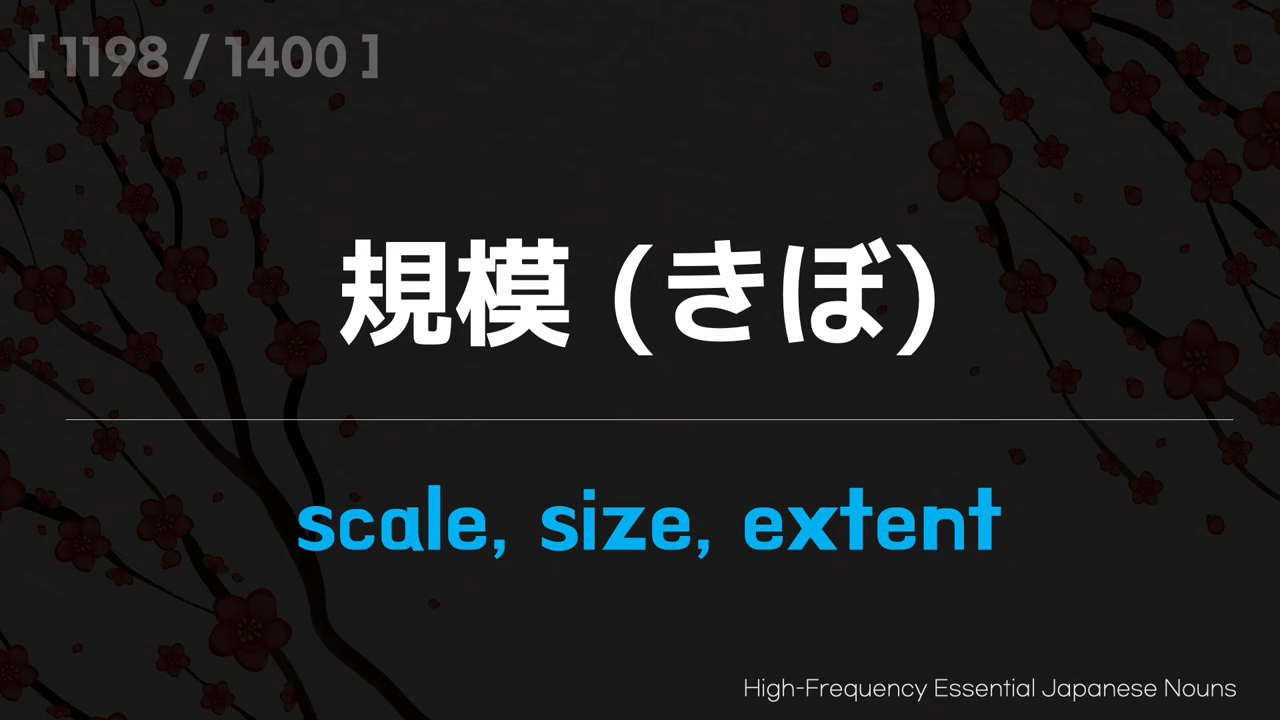 [ 1198 / 1400 ]
規模 (きぼ)
scale, size, extent
High-Frequency Essential Japanese Nouns